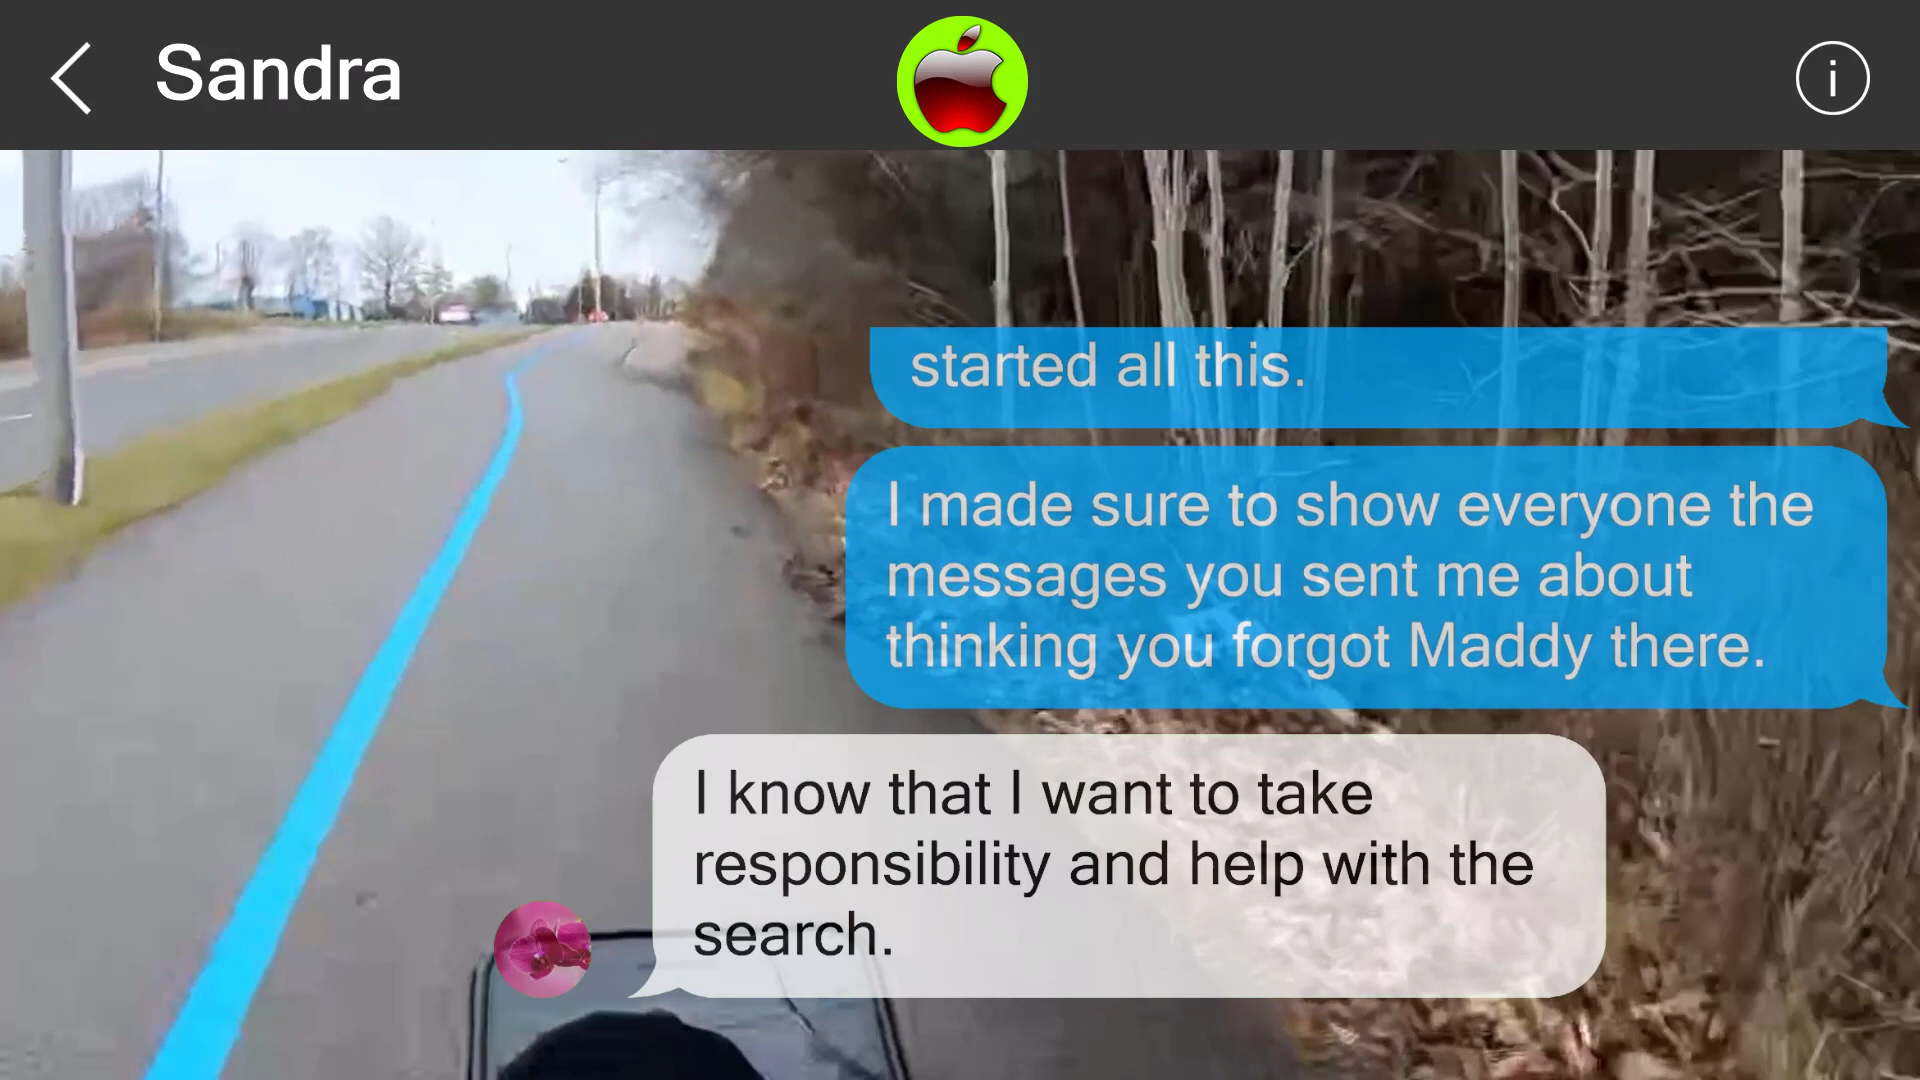 Sandra
i
started all this.
I made sure to show everyone the
messages you sent me about
thinking you forgot Maddy there.
I know that I want to take
responsibility and help with the
search.